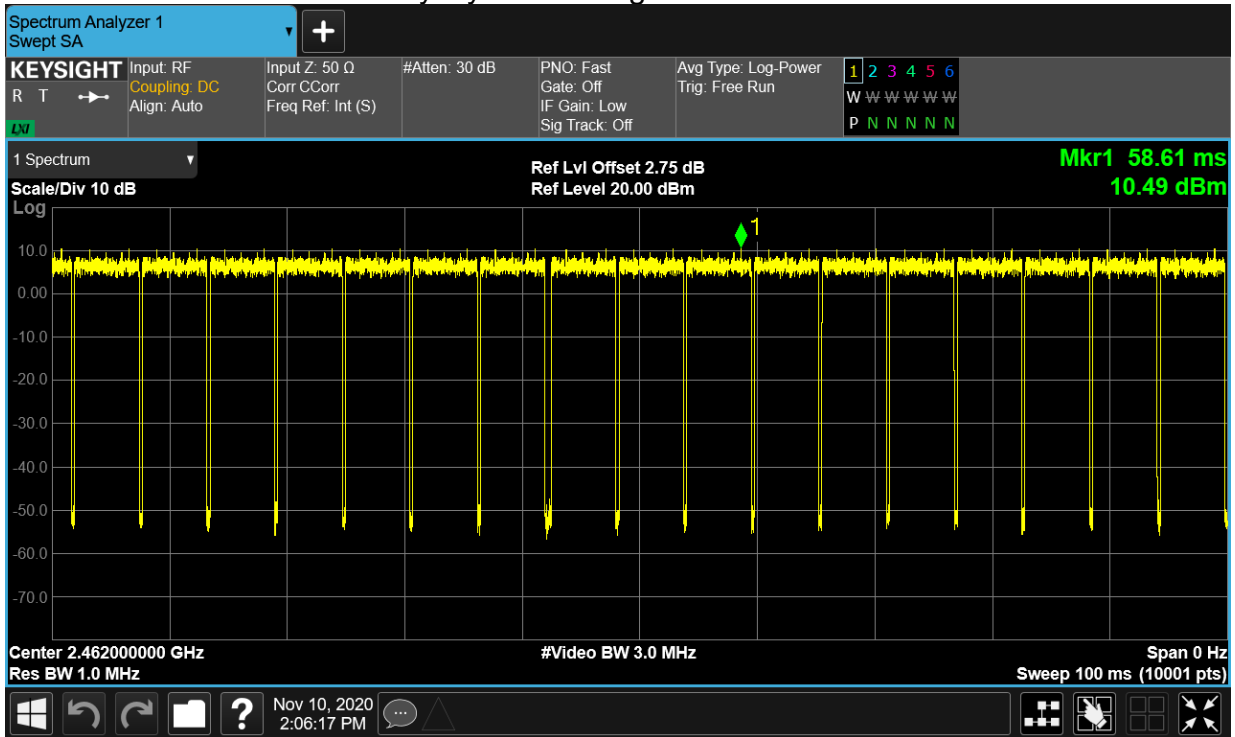 Spectrum Analyzer 1
Swept SA
+
KEYSIGHT
R T
LXI
Input: RF
Coupling: DC
Align: Auto
Input Z: 50 Ω
Corr CCorr
Freq Ref: Int (S)
#Atten: 30 dB
PNO: Fast
Gate: Off
IF Gain: Low
Sig Track: Off
Avg Type: Log-Power
Trig: Free Run
1 2 3 4 5 6
W W W W W W
P N N N N N
1 Spectrum
Scale/Div 10 dB
Log
Ref Lvl Offset 2.75 dB
Ref Level 20.00 dBm
Mkr1 58.61 ms
10.49 dBm
1
10.0
0.00
-10.0
-20.0
-30.0
-40.0
-50.0
-60.0
-70.0
Center 2.462000000 GHz
Res BW 1.0 MHz
#Video BW 3.0 MHz
Span 0 Hz
Sweep 100 ms (10001 pts)
?
Nov 10, 2020
2:06:17 PM